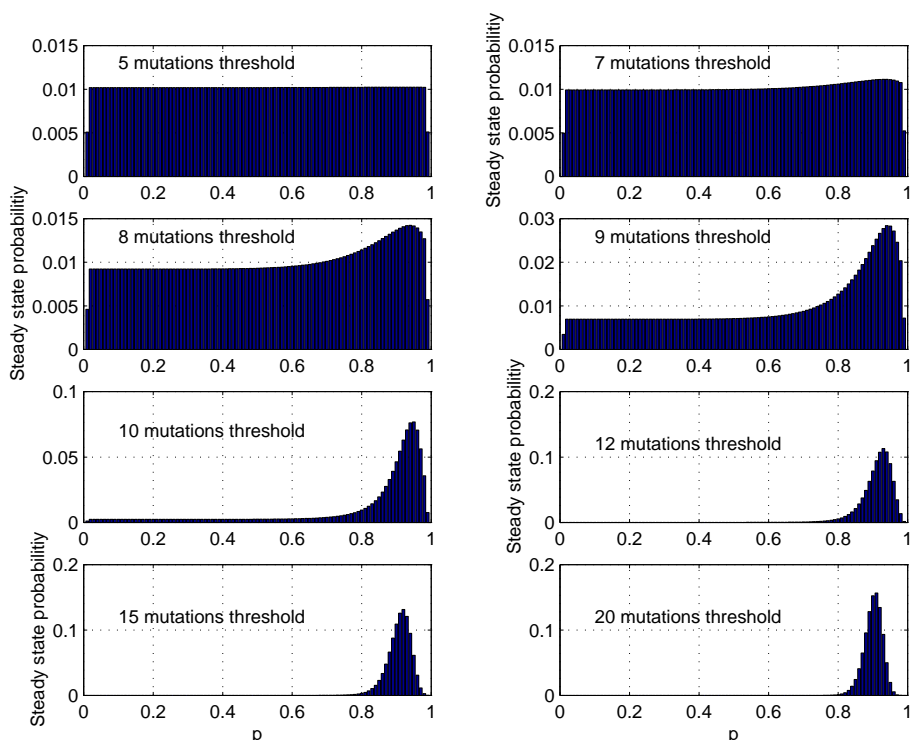 5 mutations threshold
0.015
0.01
0.005
0
0 0.2 0.4 0.6 0.8 1
7 mutations threshold
0.015
0.01
0.005
0
0 0.2 0.4 0.6 0.8 1
Steady state probabilitiy
8 mutations threshold
0.015
0.01
0.005
0
0 0.2 0.4 0.6 0.8 1
Steady state probabilitiy
9 mutations threshold
0.03
0.02
0.01
0
0 0.2 0.4 0.6 0.8 1
10 mutations threshold
0.1
0.05
0
0 0.2 0.4 0.6 0.8 1
12 mutations threshold
0.2
0.1
0
0 0.2 0.4 0.6 0.8 1
Steady state probabilitiy
15 mutations threshold
0.2
0.1
0
0 0.2 0.4 0.6 0.8 1
p
Steady state probabilitiy
20 mutations threshold
0.2
0.1
0
0 0.2 0.4 0.6 0.8 1
p